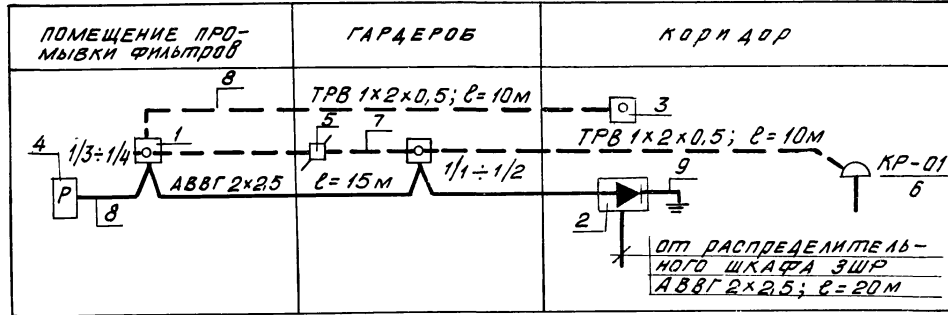 ПОМЕЩЕНИЕ ПРО-
МЫВКИ ФИЛЬТРОВ
ГАРДЕРОБ
КОРИДОР
8
ТРВ 1×2×0,5; ℓ=10м
3
4
1/3÷1/4
1
5
7
ТРВ 1×2×0,5; ℓ=10м
1/1÷1/2
КР-01
6
Р
8
АВВГ 2×2.5 ℓ=15м
2
9
ОТ РАСПРЕДЕЛИТЕЛЬ-
НОГО ШКАФА ЗШР
АВВГ 2×2,5; ℓ=20м